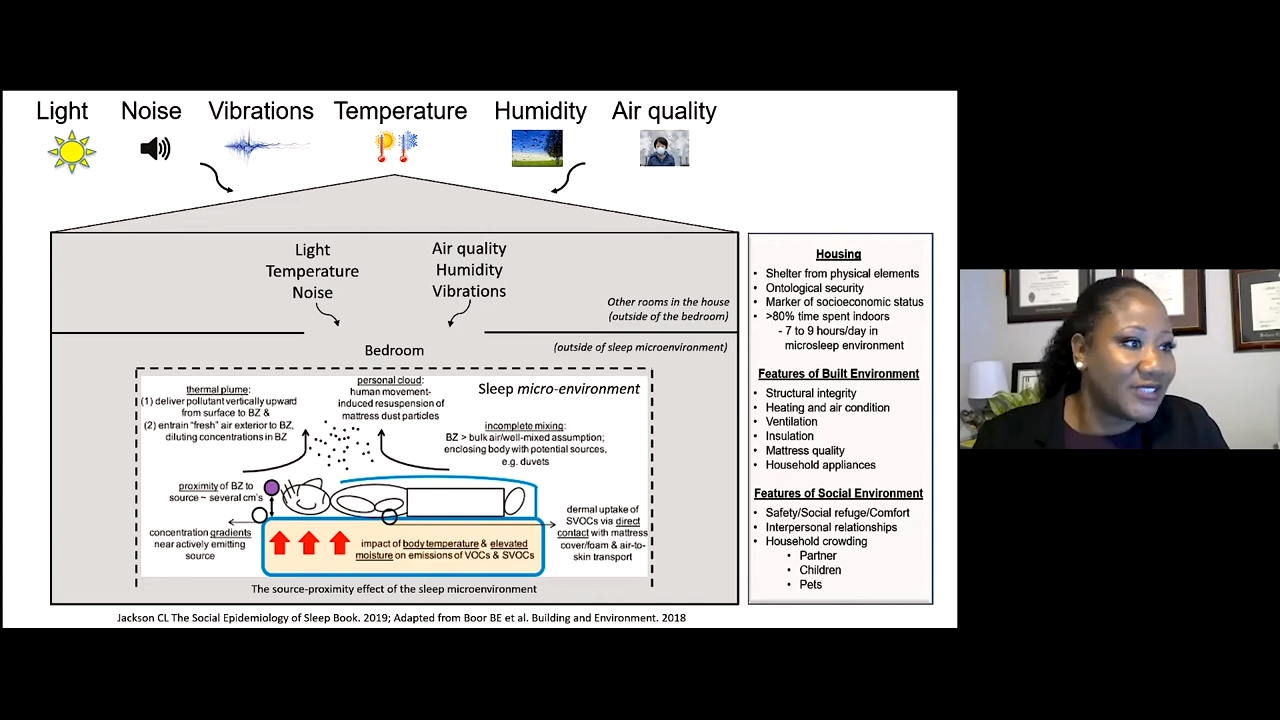 Light
Noise
Vibrations
Temperature
Humidity
Air quality
Light
Temperature
Noise
Air quality
Humidity
Vibrations
Other rooms in the house
(outside of the bedroom)
Bedroom
(outside of sleep microenvironment)
Sleep micro-environment
thermal plume:
(1) deliver pollutant vertically upward
from surface to BZ &
(2) entrain "fresh" air exterior to BZ,
diluting concentrations in BZ
personal cloud:
human movement-
induced resuspension of
mattress dust particles
incomplete mixing:
BZ > bulk air/well-mixed assumption;
enclosing body with potential sources,
e.g. duvets
proximity of BZ to
source ~ several cm's
concentration gradients
near actively emitting
source
impact of body temperature & elevated
moisture on emissions of VOCs & SVOCs
dermal uptake of
SVOCs via direct
contact with mattress
cover/foam & air-to-
skin transport
The source-proximity effect of the sleep microenvironment
Housing
• Shelter from physical elements
• Ontological security
• Marker of socioeconomic status
• >80% time spent indoors
- 7 to 9 hours/day in
microsleep environment
Features of Built Environment
• Structural integrity
• Heating and air condition
• Ventilation
• Insulation
• Mattress quality
• Household appliances
Features of Social Environment
• Safety/Social refuge/Comfort
• Interpersonal relationships
• Household crowding
• Partner
• Children
• Pets
Jackson CL The Social Epidemiology of Sleep Book. 2019; Adapted from Boor BE et al. Building and Environment. 2018